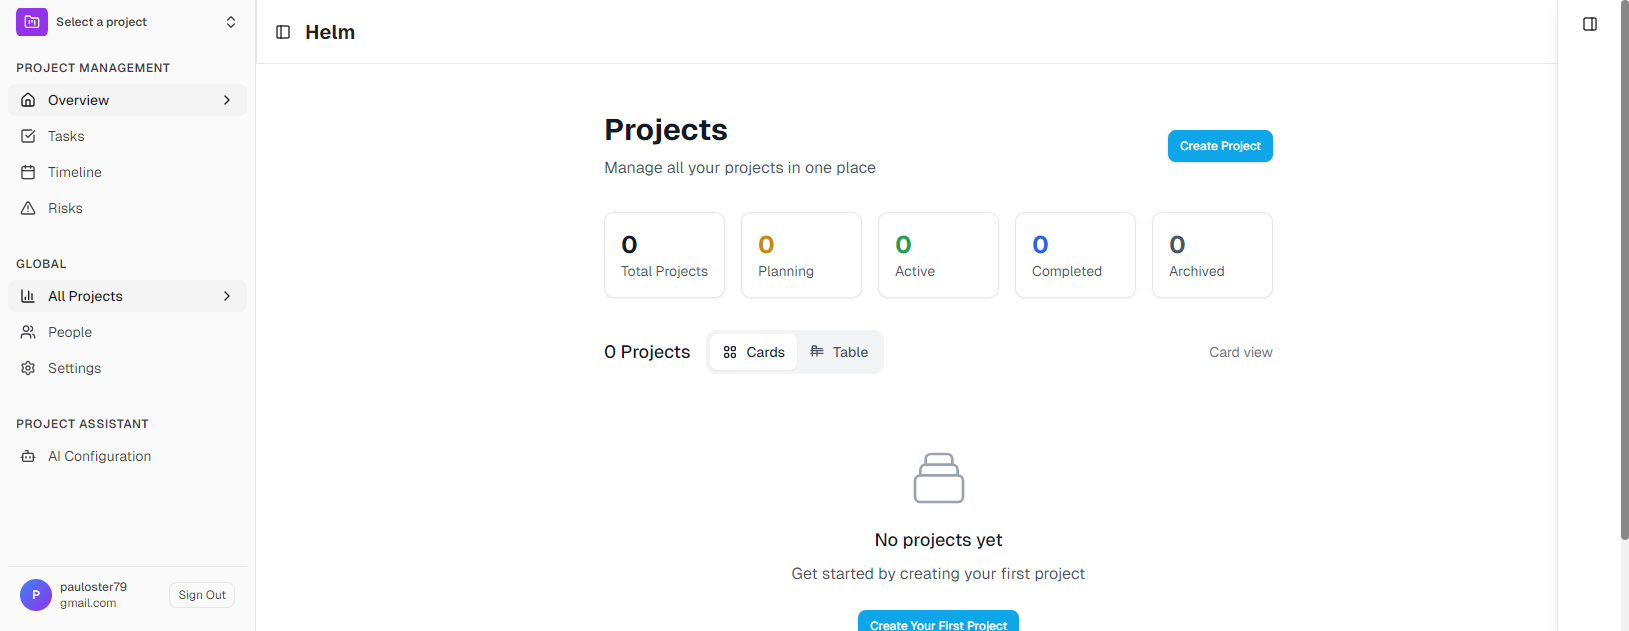 Select a project
PROJECT MANAGEMENT
Overview
Tasks
Timeline
Risks
GLOBAL
All Projects
People
Settings
PROJECT ASSISTANT
AI Configuration
P
pauloster79
gmail.com
Sign Out
Helm
Projects
Manage all your projects in one place
Create Project
0
Total Projects
0
Planning
0
Active
0
Completed
0
Archived
0 Projects
Cards
Table
Card view
No projects yet
Get started by creating your first project
Create Your First Project